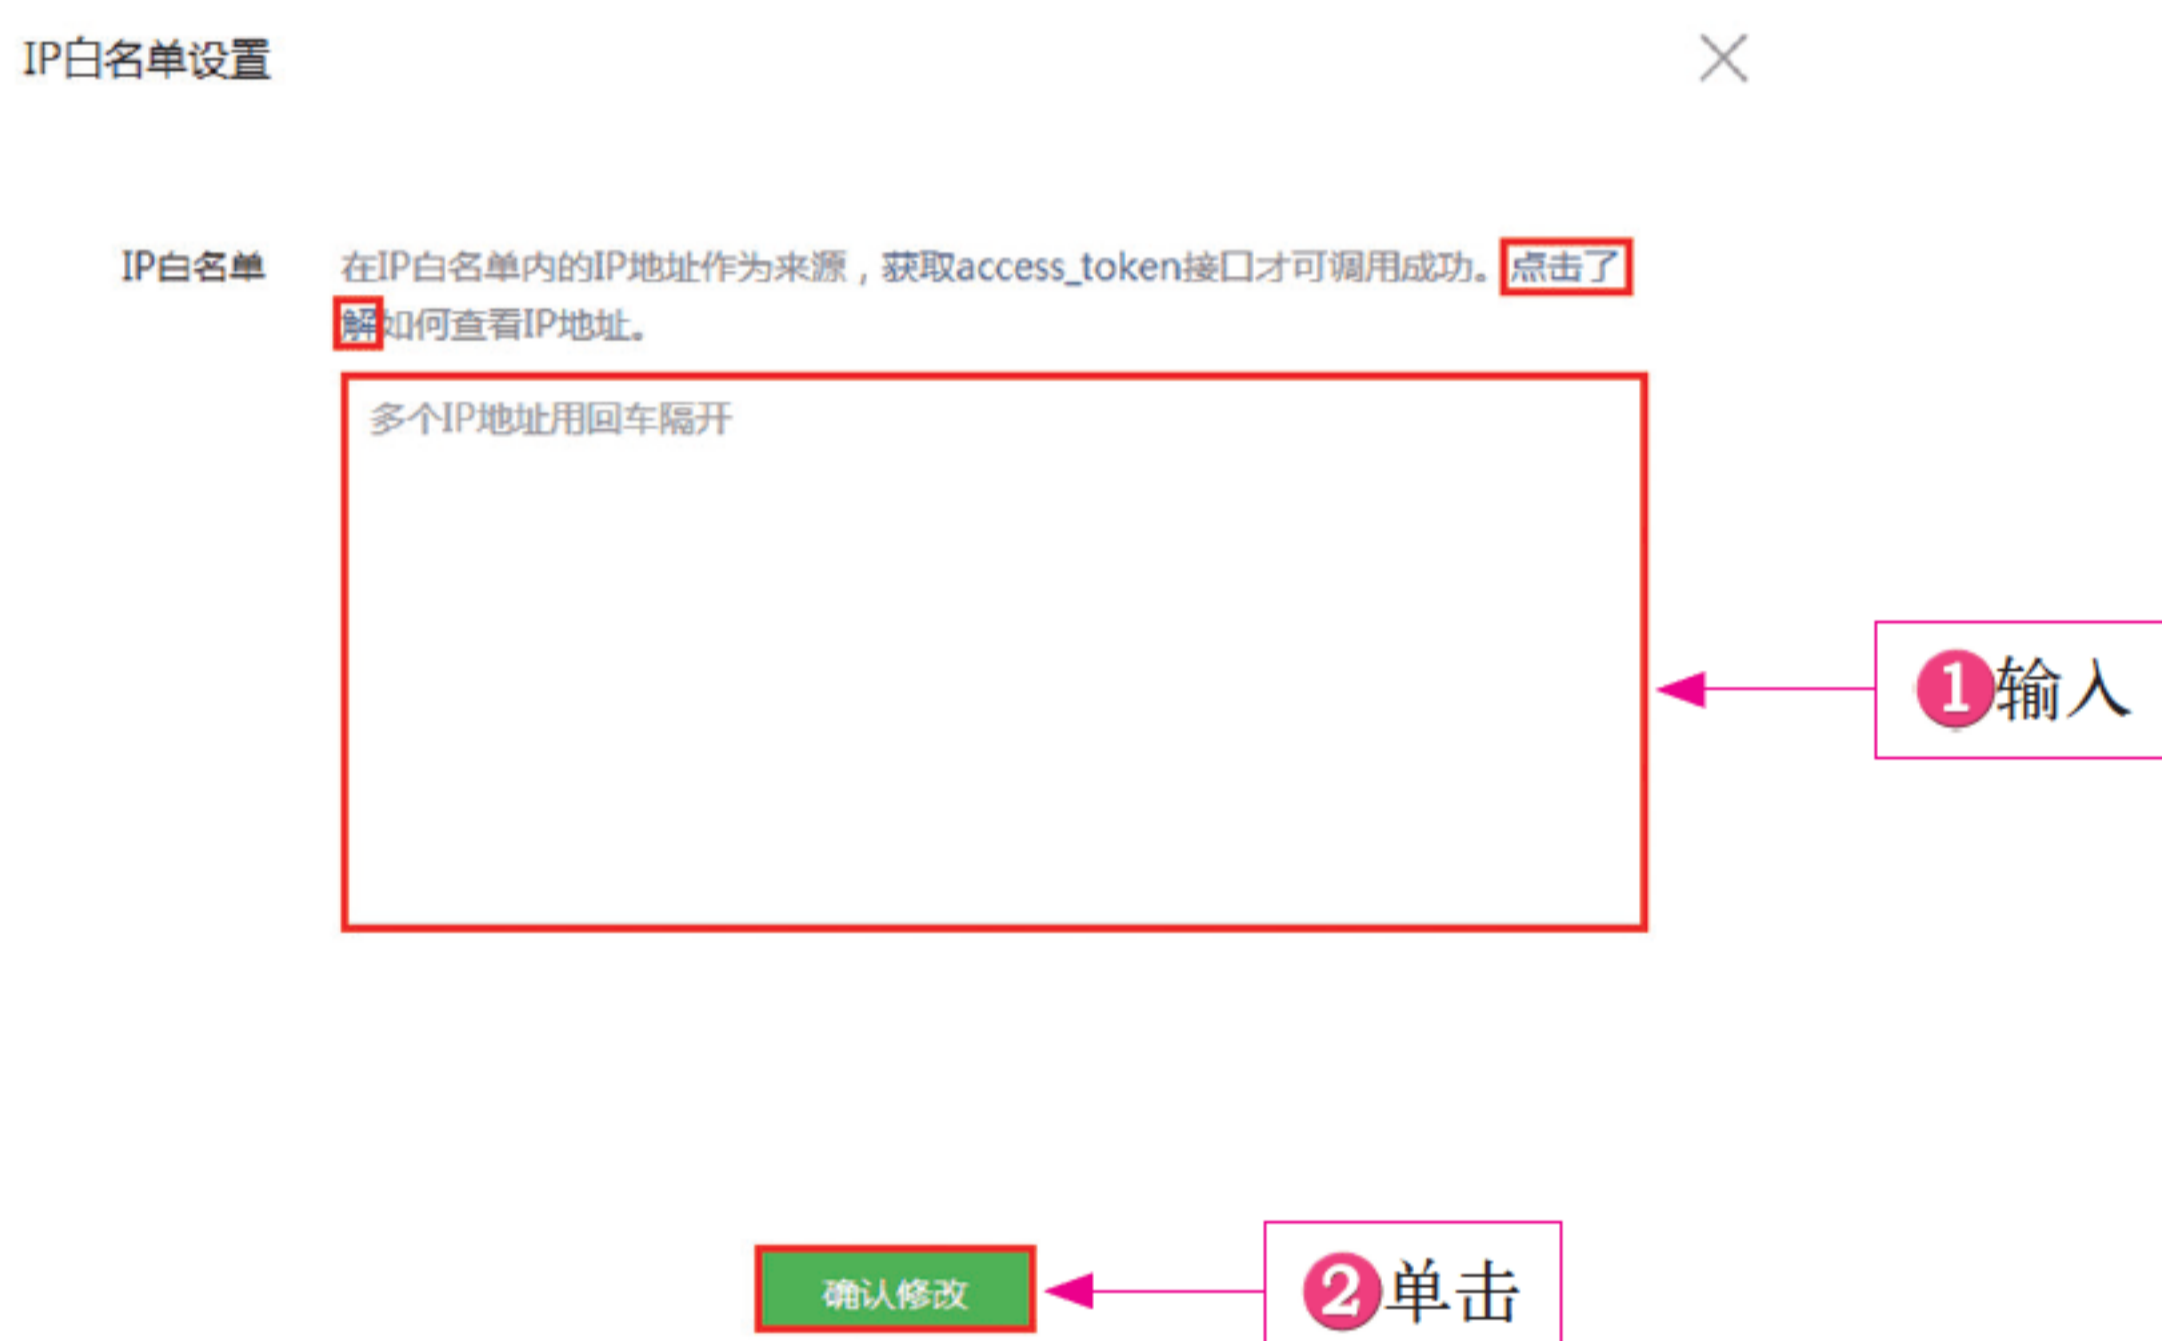 IP白名单设置
IP白名单
在IP白名单内的IP地址作为来源，获取access_token接口才可调用成功。点击了
解如何查看IP地址。
多个IP地址用回车隔开
1输入
确认修改
2单击